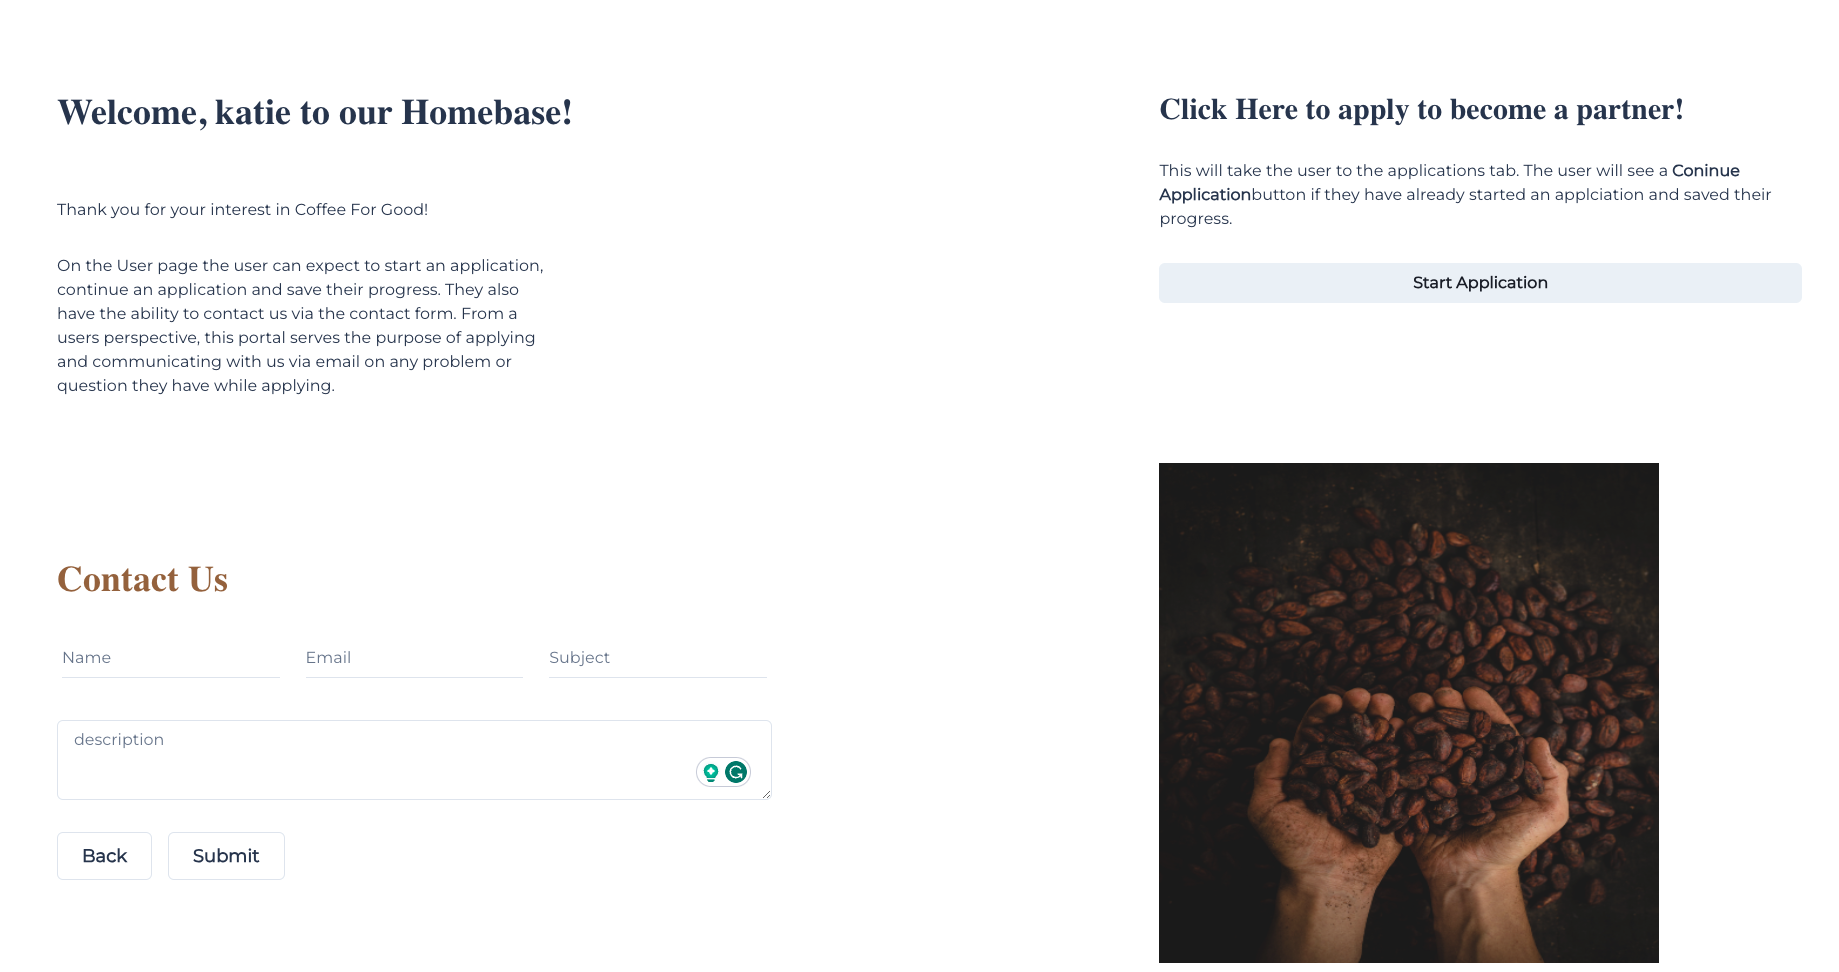 Welcome, katie to our Homebase!
Thank you for your interest in Coffee For Good!
On the User page the user can expect to start an application,
continue an application and save their progress. They also
have the ability to contact us via the contact form. From a
users perspective, this portal serves the purpose of applying
and communicating with us via email on any problem or
question they have while applying.
Click Here to apply to become a partner!
This will take the user to the applications tab. The user will see a Coninue
Applicationbutton if they have already started an applciation and saved their
progress.
Start Application
Contact Us
Name Email Subject
description
Back Submit